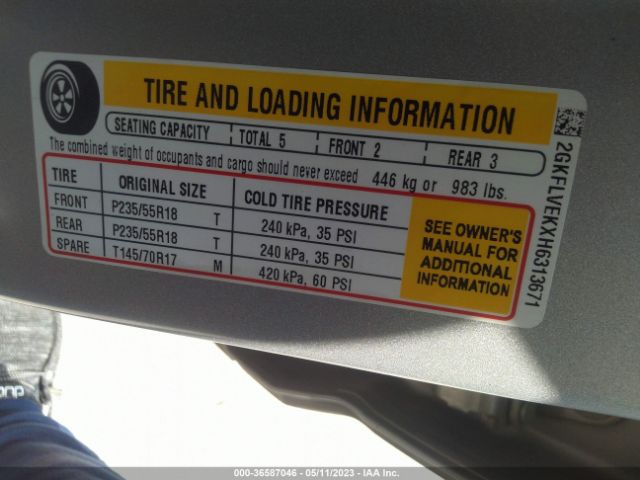 TIRE AND LOADING INFORMATION
SEATING CAPACITY TOTAL 5 FRONT 2 REAR 3
The combined weight of occupants and cargo should never exceed 446 kg or 983 lbs.
TIRE ORIGINAL SIZE COLD TIRE PRESSURE
FRONT P235/55R18 T 240 kPa, 35 PSI
REAR P235/55R18 T 240 kPa, 35 PSI
SPARE T145/70R17 M 420 kPa, 60 PSI
SEE OWNER'S
MANUAL FOR
ADDITIONAL
INFORMATION
2GKFLVEKXH6313671
000-36587046 - 05/11/2023 - IAA Inc.